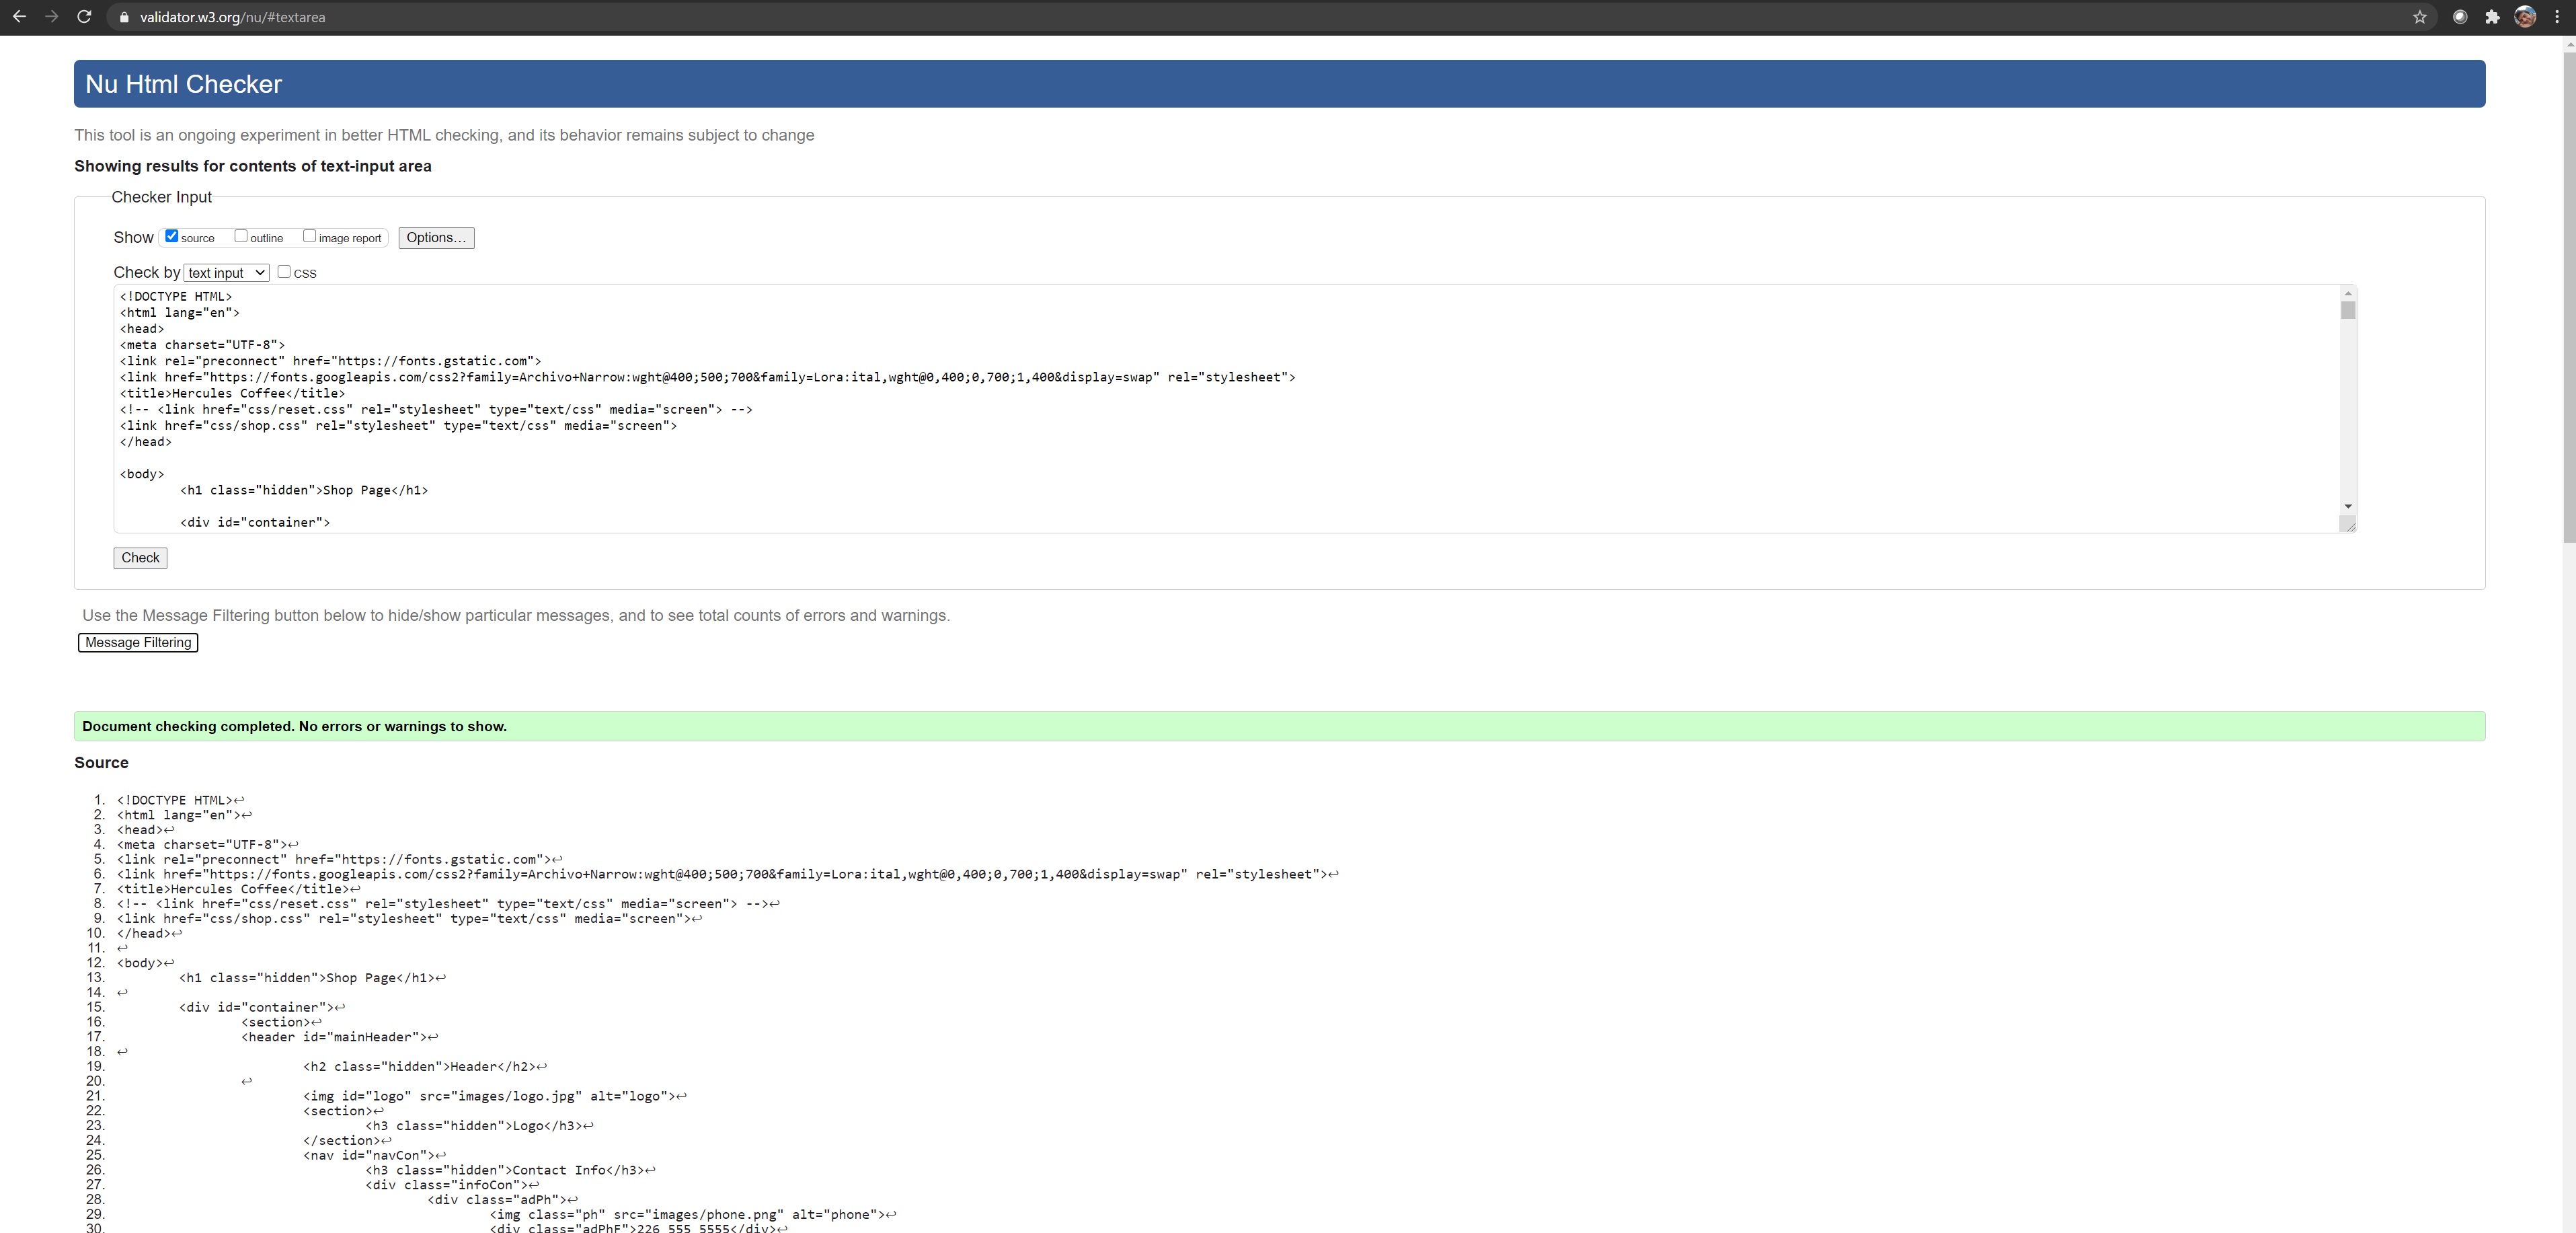 validator.w3.org/nu/#textarea
Nu Html Checker
This tool is an ongoing experiment in better HTML checking, and its behavior remains subject to change
Showing results for contents of text-input area
Checker Input
Show source outline image report Options...
Check by text input CSS
<!DOCTYPE HTML>
<html lang="en">
<head>
<meta charset="UTF-8">
<link rel="preconnect" href="https://fonts.gstatic.com">
<link href="https://fonts.googleapis.com/css2?family=Archivo+Narrow:wght@400;500;700&family=Lora:ital,wght@0,400;0,700;1,400&display=swap" rel="stylesheet">
<title>Hercules Coffee</title>
<!-- <link href="css/reset.css" rel="stylesheet" type="text/css" media="screen"> -->
<link href="css/shop.css" rel="stylesheet" type="text/css" media="screen">
</head>
<body>
<h1 class="hidden">Shop Page</h1>
<div id="container">
Check
Use the Message Filtering button below to hide/show particular messages, and to see total counts of errors and warnings.
Message Filtering
Document checking completed. No errors or warnings to show.
Source
1. <!DOCTYPE HTML>↩
2. <html lang="en">↩
3. <head>↩
4. <meta charset="UTF-8">↩
5. <link rel="preconnect" href="https://fonts.gstatic.com">↩
6. <link href="https://fonts.googleapis.com/css2?family=Archivo+Narrow:wght@400;500;700&family=Lora:ital,wght@0,400;0,700;1,400&display=swap" rel="stylesheet">↩
7. <title>Hercules Coffee</title>↩
8. <!-- <link href="css/reset.css" rel="stylesheet" type="text/css" media="screen"> -->↩
9. <link href="css/shop.css" rel="stylesheet" type="text/css" media="screen">↩
10. </head>↩
11. ↩
12. <body>↩
13. <h1 class="hidden">Shop Page</h1>↩
14. ↩
15. <div id="container">↩
16. <section>↩
17. <header id="mainHeader">↩
18. ↩
19. <h2 class="hidden">Header</h2>↩
20. ↩
21. <img id="logo" src="images/logo.jpg" alt="logo">↩
22. <section>↩
23. <h3 class="hidden">Logo</h3>↩
24. </section>↩
25. <nav id="navCon">↩
26. <h3 class="hidden">Contact Info</h3>↩
27. <div class="infoCon">↩
28. <div class="adPh">↩
29. <img class="ph" src="images/phone.png" alt="phone">↩
30. <div class="adPhF">226 555 5555</div>↩